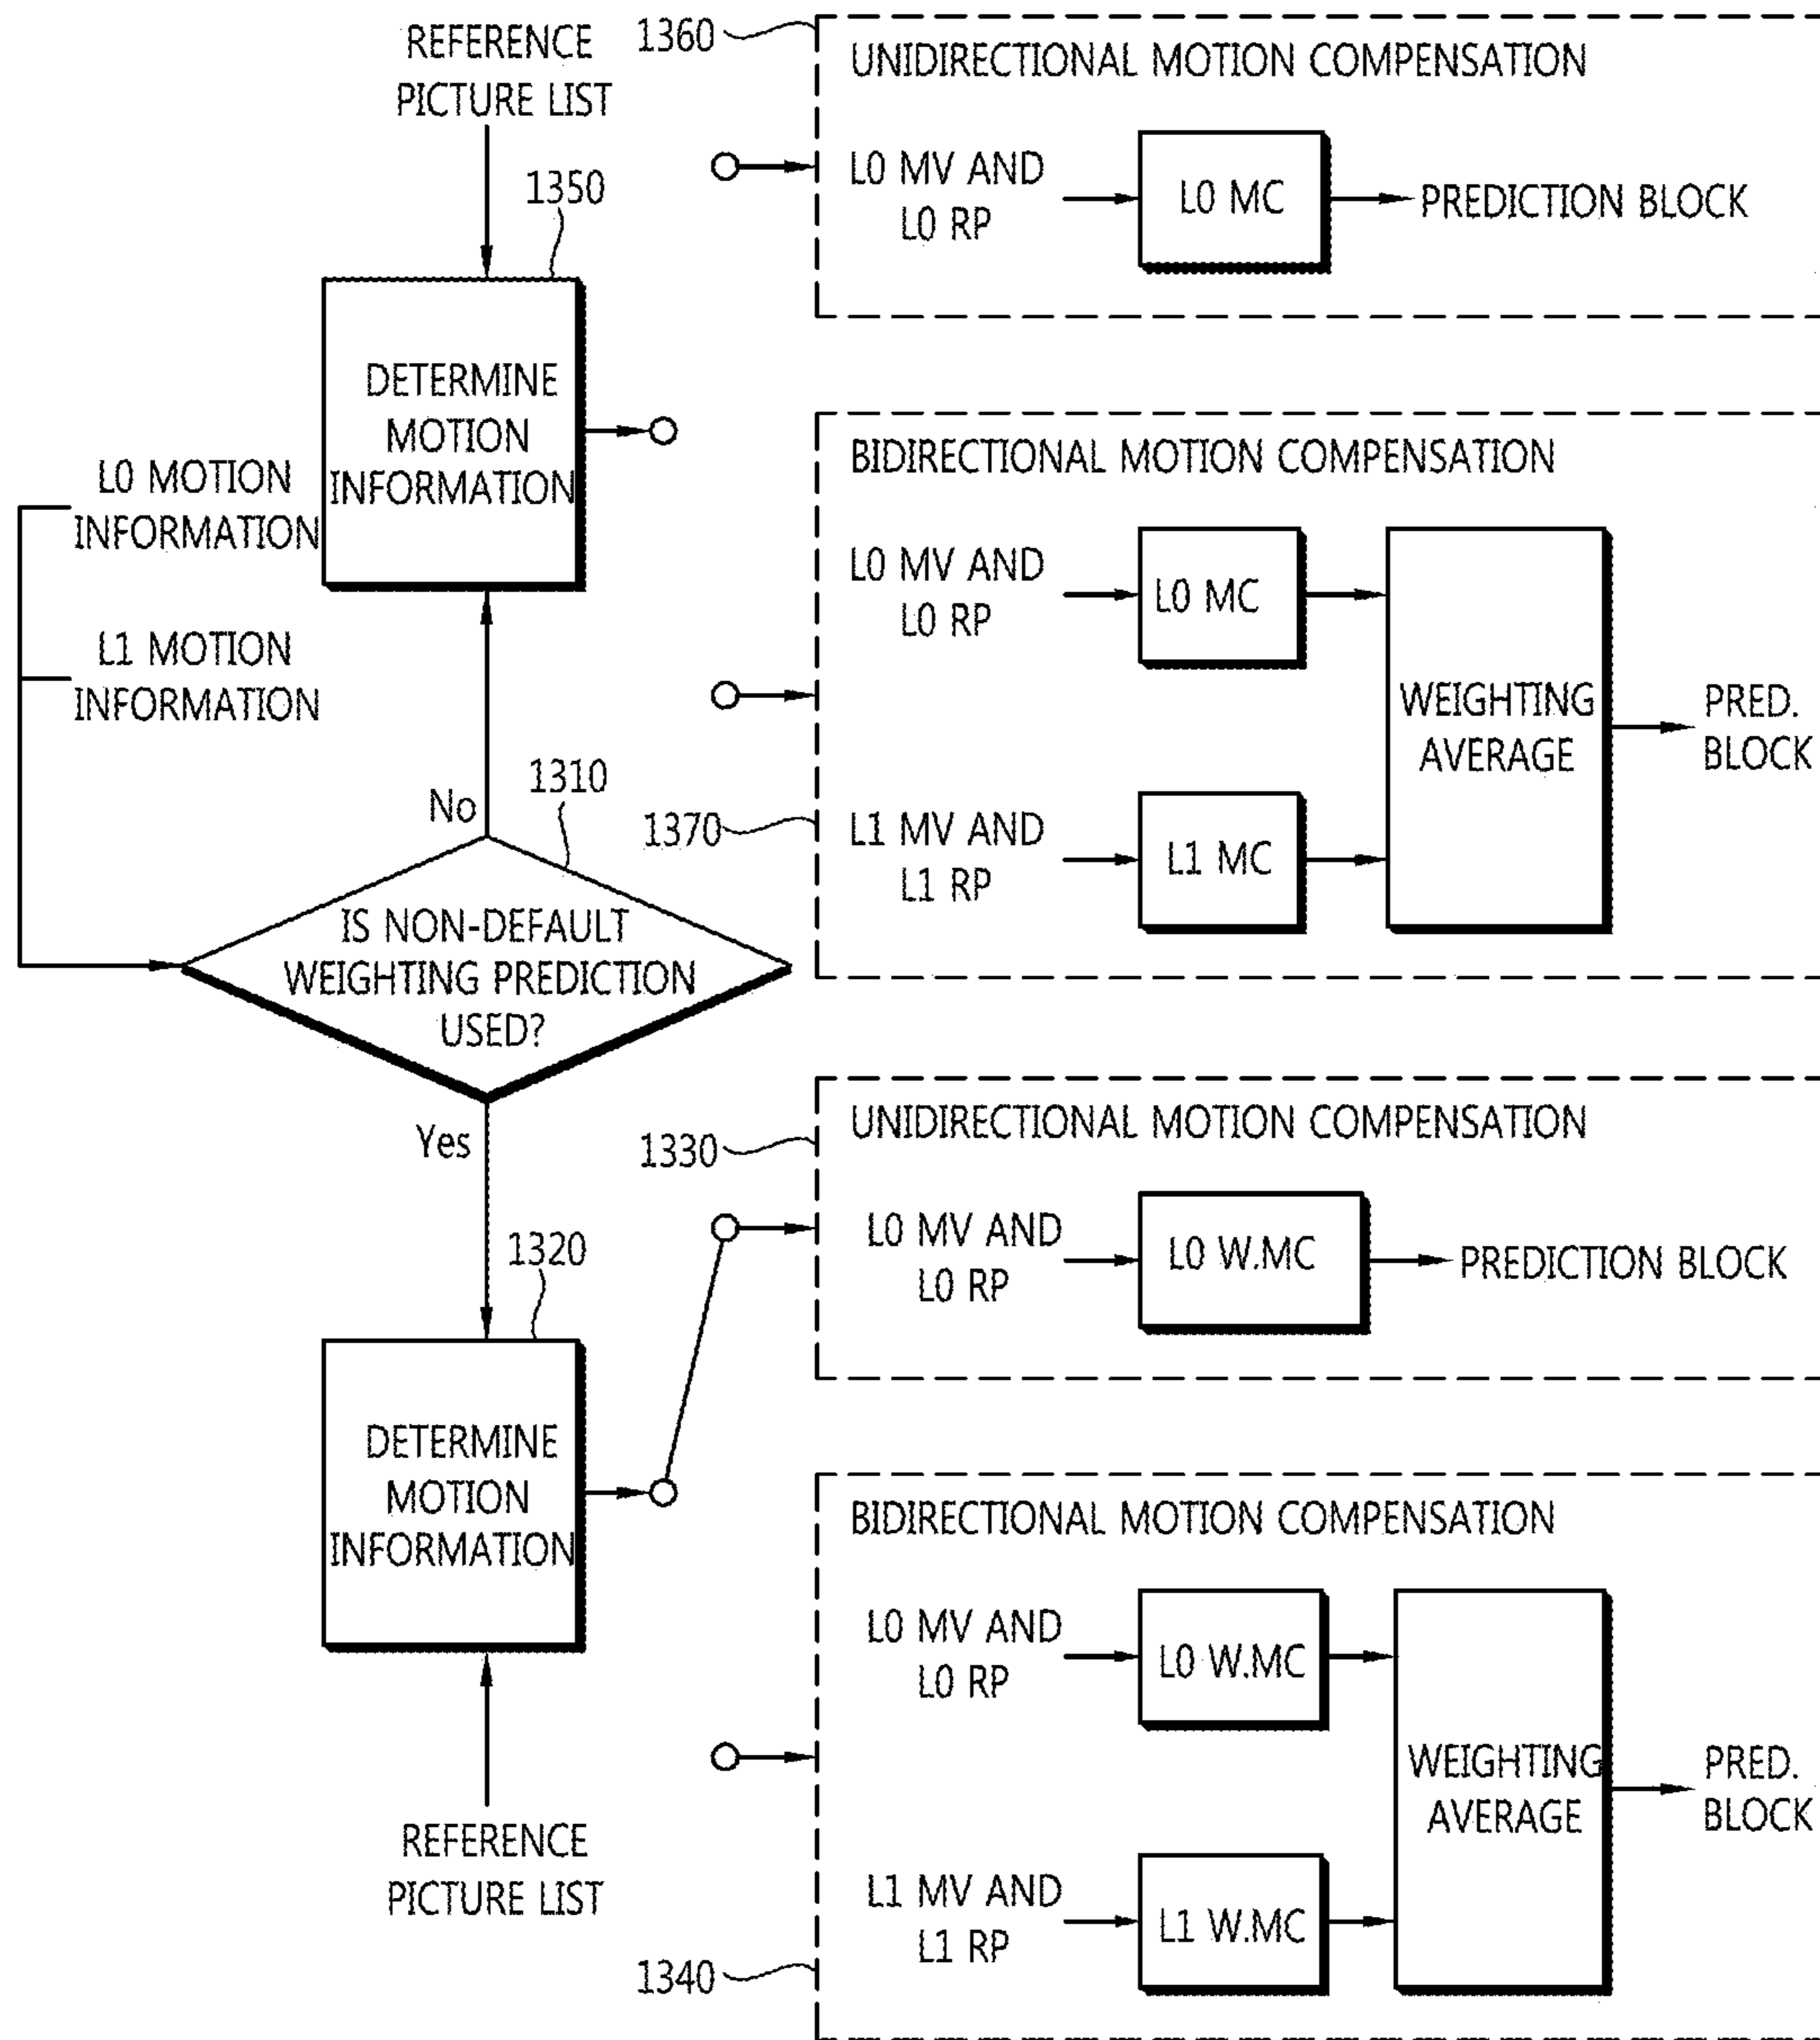 REFERENCE
PICTURE LIST
1350
DETERMINE
MOTION
INFORMATION
L0 MOTION
INFORMATION
L1 MOTION
INFORMATION
No
1310
IS NON-DEFAULT
WEIGHTING PREDICTION
USED?
Yes
1320
DETERMINE
MOTION
INFORMATION
REFERENCE
PICTURE LIST
1360
UNIDIRECTIONAL MOTION COMPENSATION
L0 MV AND
L0 RP
L0 MC
PREDICTION BLOCK
BIDIRECTIONAL MOTION COMPENSATION
L0 MV AND
L0 RP
L0 MC
1370
L1 MV AND
L1 RP
L1 MC
WEIGHTING
AVERAGE
PRED.
BLOCK
1330
UNIDIRECTIONAL MOTION COMPENSATION
L0 MV AND
L0 RP
L0 W.MC
PREDICTION BLOCK
BIDIRECTIONAL MOTION COMPENSATION
L0 MV AND
L0 RP
L0 W.MC
L1 MV AND
L1 RP
L1 W.MC
WEIGHTING
AVERAGE
PRED.
BLOCK
1340